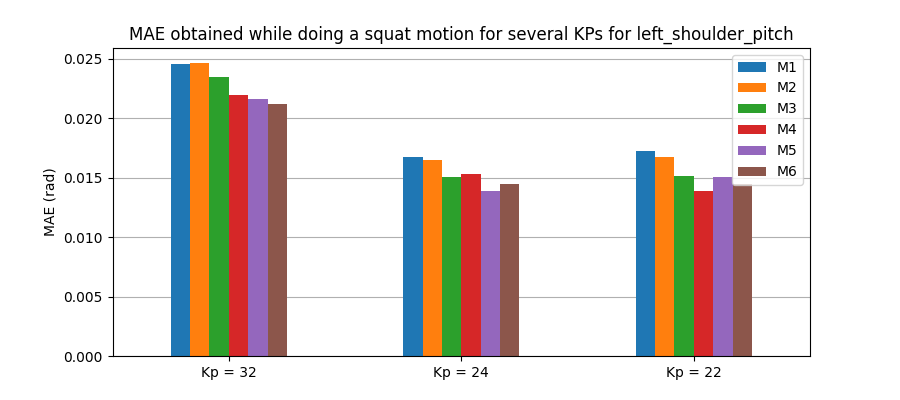 MAE obtained while doing a squat motion for several KPs for left_shoulder_pitch
0.025
0.020
0.015
0.010
0.005
0.000
MAE (rad)
M1
M2
M3
M4
M5
M6
Kp = 32
Kp = 24
Kp = 22